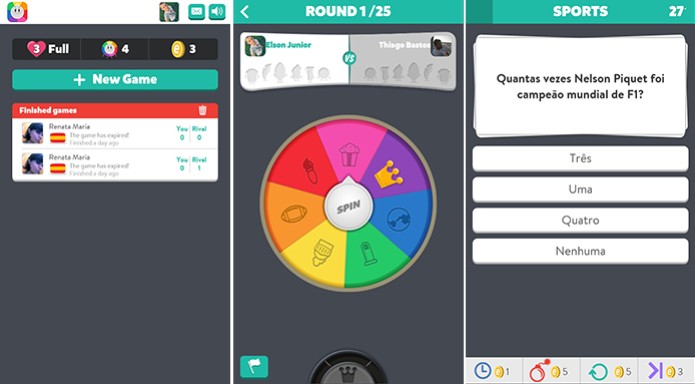 3 Full
4
3
+ New Game
Finished games
Renata Maria
The game has expired!
Finished a day ago
You
0
Rival
0
Renata Maria
The game has expired!
Finished a day ago
You
0
Rival
1
ROUND 1/25
Elson Junior
VS
Thiago Bastos
SPIN
SPORTS
27"
Quantas vezes Nelson Piquet foi
campeão mundial de F1?
Três
Uma
Quatro
Nenhuma
1
5
5
3